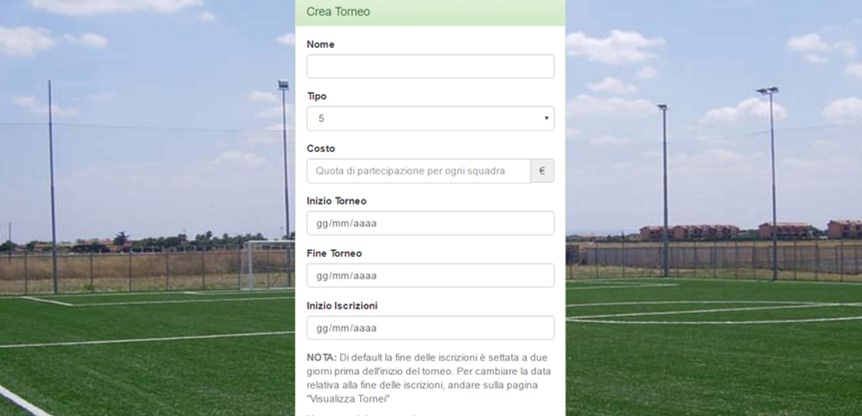 Crea Torneo
Nome
Tipo
5
Costo
Quota di partecipazione per ogni squadra €
Inizio Torneo
gg/mm/aaaa
Fine Torneo
gg/mm/aaaa
Inizio Iscrizioni
gg/mm/aaaa
NOTA: Di default la fine delle iscrizioni è settata a due
giorni prima dell'inizio del torneo. Per cambiare la data
relativa alla fine delle iscrizioni, andare sulla pagina
"Visualizza Tornei"